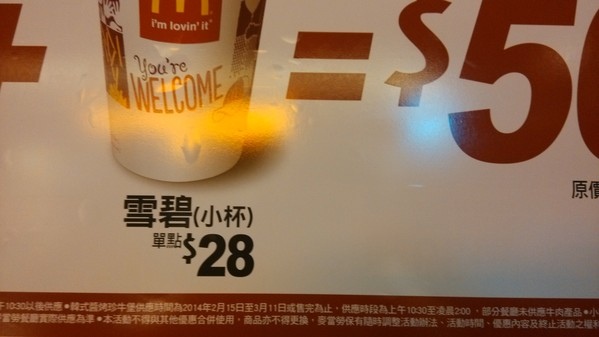 i'm lovin' it
You're
WELCOME
+ = $50
雪碧(小杯)
單點$28
原價
午10:30以後供應●韓式醬烤珍牛堡供應時間為2014年2月15日至3月11日或售完為止，供應時段為上午10:30至凌晨2:00，部分餐廳未供應牛肉產品●小
當勞餐廳實際供應為準●本活動不得與其他優惠合併使用，商品亦不得更換，麥當勞保有隨時調整活動辦法、活動時間、優惠內容及終止活動之權利